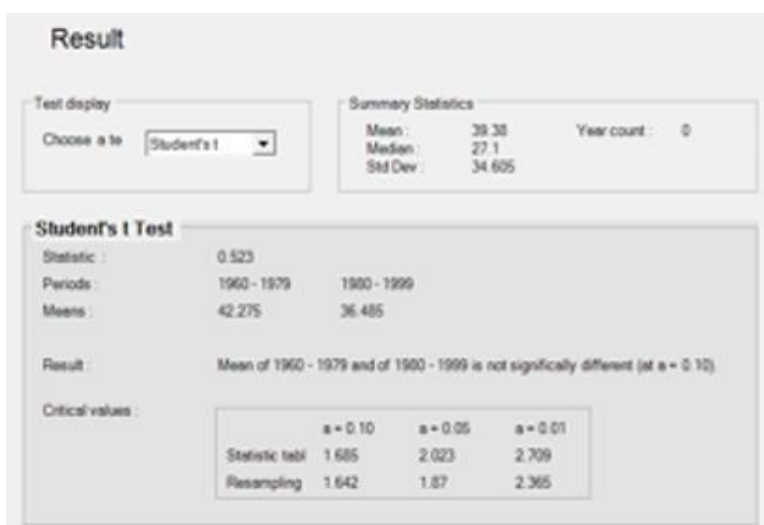 Result
Test display
Choose a te Student's t
Summary Statistics
Mean : 39.38 Year count : 0
Median : 27.1
Std Dev : 34.605
Student's t Test
Statistic : 0.523
Periods : 1960 - 1979 1980 - 1999
Means : 42.275 36.485
Result : Mean of 1960 - 1979 and of 1980 - 1999 is not significally different (at a = 0.10)
Critical values :
a = 0.10 a = 0.05 a = 0.01
Statistic tabl 1.685 2.023 2.709
Resampling 1.642 1.87 2.365